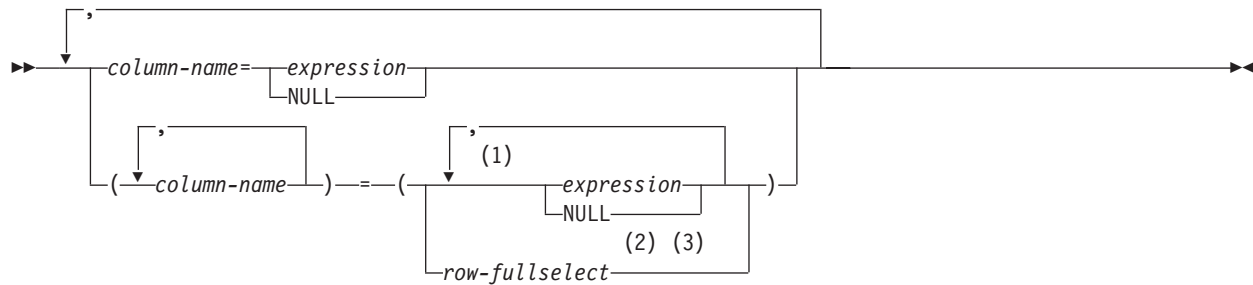 ,
column-name= expression
NULL
, ,
(1)
( column-name ) = ( expression )
NULL
(2) (3)
row-fullselect